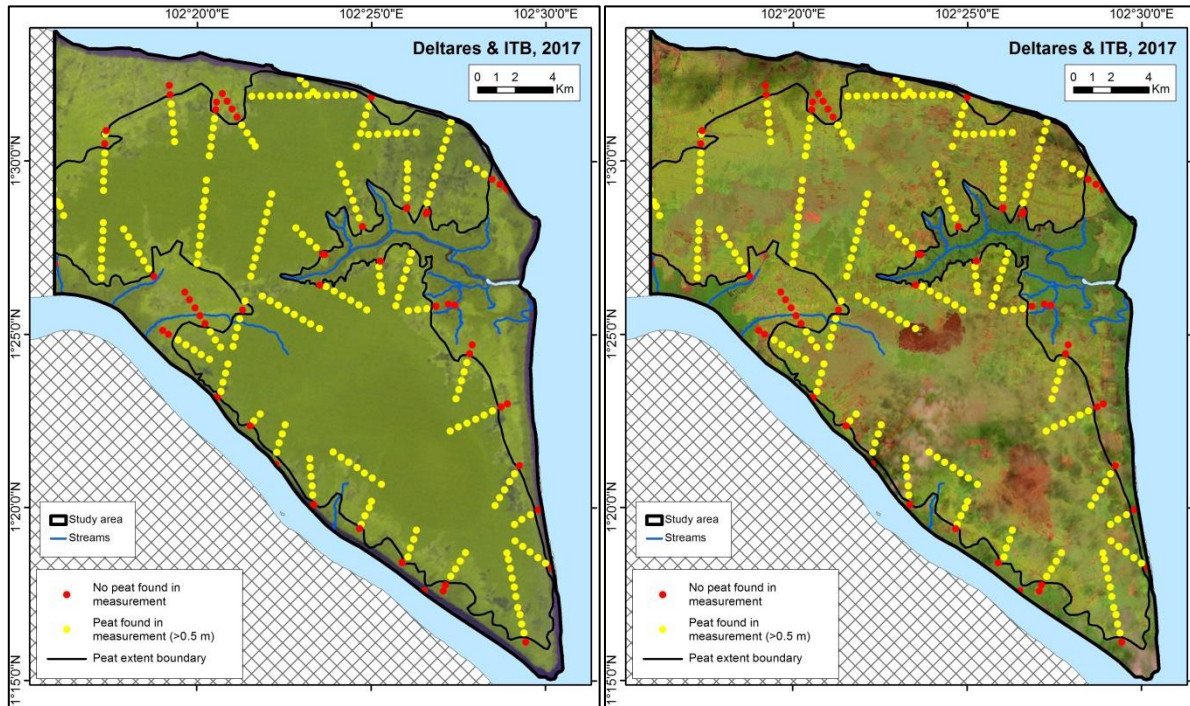 102°20'0"E
102°25'0"E
102°30'0"E
Deltares & ITB, 2017
0 1 2 4
Km
1°30'0"N
1°25'0"N
1°20'0"N
1°15'0"N
Study area
Streams
No peat found in
measurement
Peat found in
measurement (>0.5 m)
Peat extent boundary
102°20'0"E
102°25'0"E
102°30'0"E
Deltares & ITB, 2017
0 1 2 4
Km
1°30'0"N
1°25'0"N
1°20'0"N
1°15'0"N
Study area
Streams
No peat found in
measurement
Peat found in
measurement (>0.5 m)
Peat extent boundary